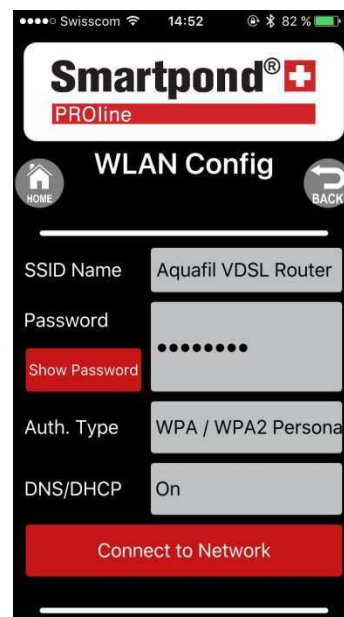 Swisscom 14:52 82 %
Smartpond®
PROline
WLAN Config
HOME
BACK
SSID Name Aquafil VDSL Router
Password ••••••••
Show Password
Auth. Type WPA / WPA2 Persona
DNS/DHCP On
Connect to Network